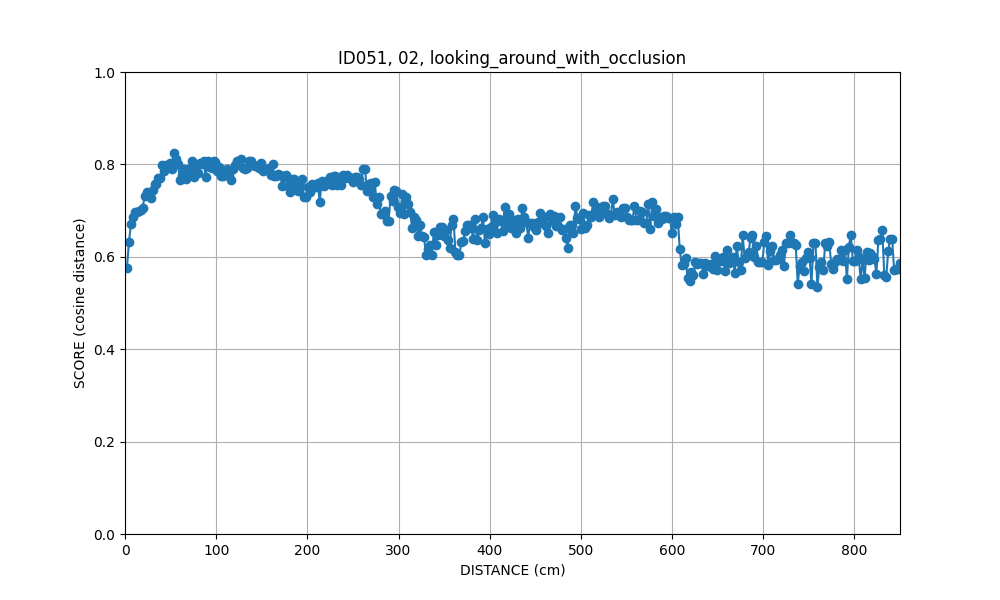 ID051, 02, looking_around_with_occlusion
SCORE (cosine distance)
1.0
0.8
0.6
0.4
0.2
0.0
0 100 200 300 400 500 600 700 800
DISTANCE (cm)